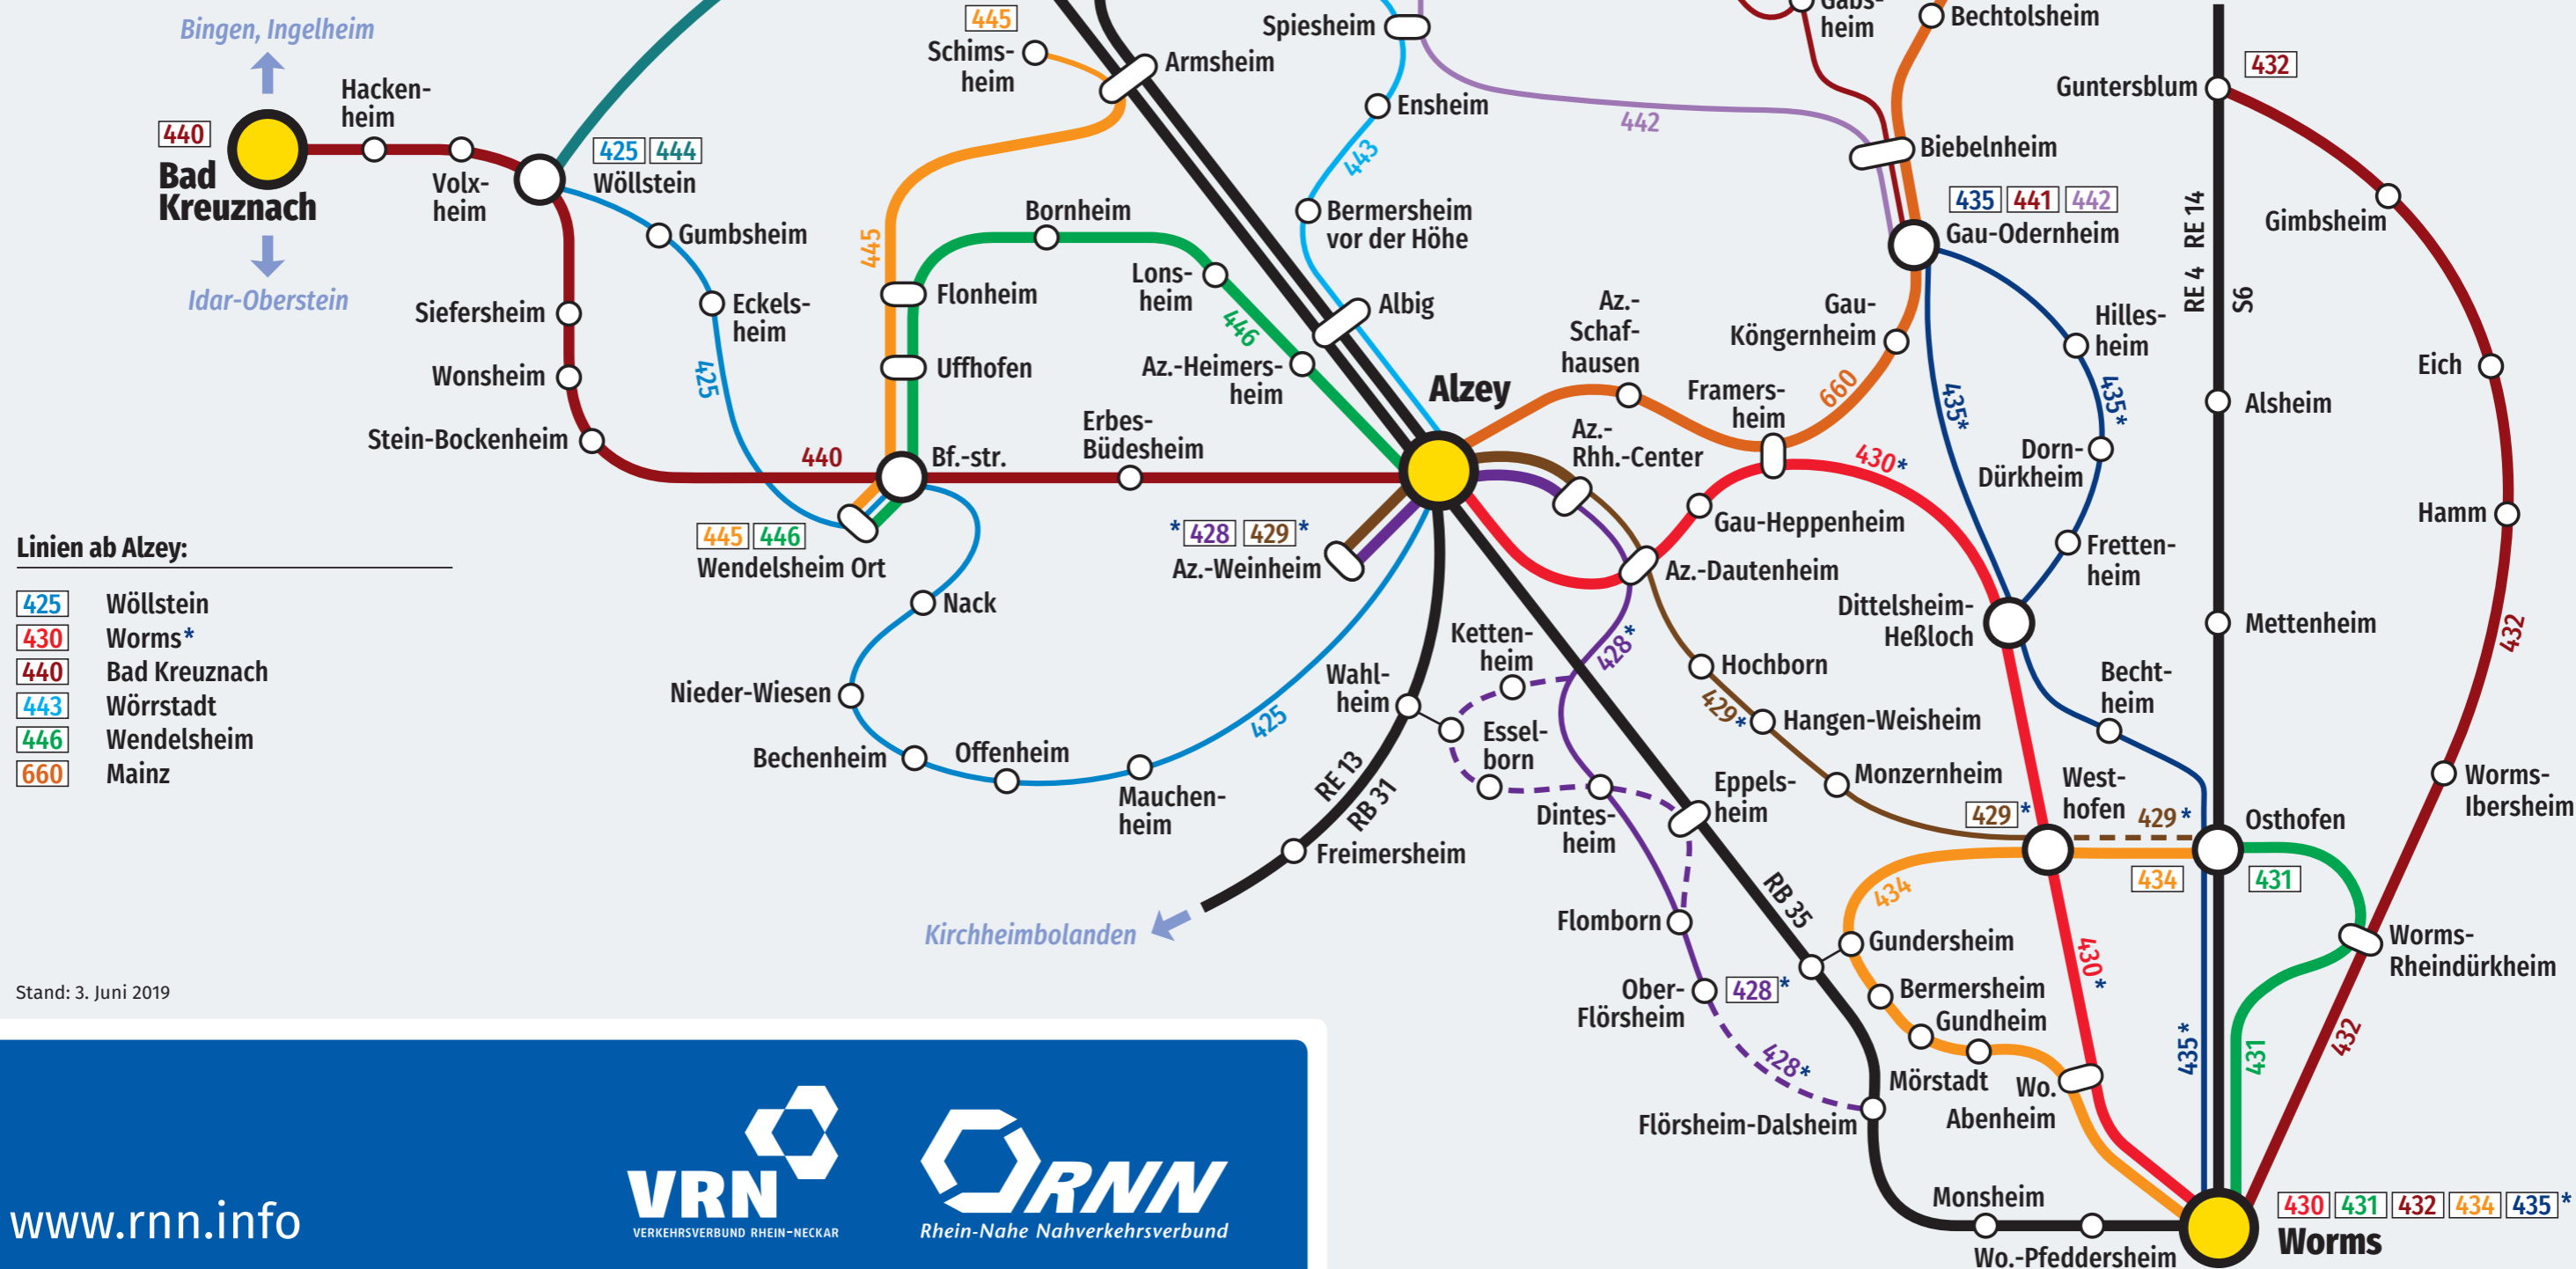 Bingen, Ingelheim
440
Bad
Kreuznach
Idar-Oberstein
Hacken-
heim
Volx-
heim
425 444
Wöllstein
Gumbsheim
Eckels-
heim
425
Siefersheim
Wonsheim
Stein-Bockenheim
440
445
Schims-
heim
Armsheim
445
Bornheim
Flonheim
Lons-
heim
446
Uffhofen
Az.-Heimers-
heim
Erbes-
Büdesheim
Bf.-str.
445 446
Wendelsheim Ort
Nack
Nieder-Wiesen
Bechenheim
Offenheim
Mauchen-
heim
425
Spiesheim
Ensheim
443
Bermersheim
vor der Höhe
Albig
Alzey
*428 429*
Az.-Weinheim
442
Gabs-
heim
Bechtolsheim
Biebelnheim
435 441 442
Gau-Odernheim
Gau-
Köngernheim
Az.-
Schaf-
hausen
Framers-
heim
660
Az.-
Rhh.-Center
430*
Gau-Heppenheim
Az.-Dautenheim
435*
Hilles-
heim
435*
Dorn-
Dürkheim
Fretten-
heim
Dittelsheim-
Heßloch
Becht-
heim
432
Guntersblum
RE 4 RE 14
S6
Gimbsheim
Eich
Alsheim
Hamm
Mettenheim
432
Worms-
Ibersheim
Ketten-
heim
428*
Wahl-
heim
Essel-
born
RE 13
RB 31
Freimersheim
Kirchheimbolanden
Dintes-
heim
Eppels-
heim
Hochborn
429*
Hangen-Weisheim
Monzernheim
429*
West-
hofen
429*
Osthofen
434
431
434
RB 35
Flomborn
Ober-
Flörsheim
428*
428*
Flörsheim-Dalsheim
Gundersheim
Bermersheim
Gundheim
Mörstadt
Wo.
Abenheim
430*
435*
431
432
Worms-
Rheindürkheim
Monsheim
Wo.-Pfeddersheim
430 431 432 434 435*
Worms
Linien ab Alzey:
425 Wöllstein
430 Worms*
440 Bad Kreuznach
443 Wörrstadt
446 Wendelsheim
660 Mainz
Stand: 3. Juni 2019
www.rnn.info
VRN
VERKEHRSVERBUND RHEIN-NECKAR
RNN
Rhein-Nahe Nahverkehrsverbund